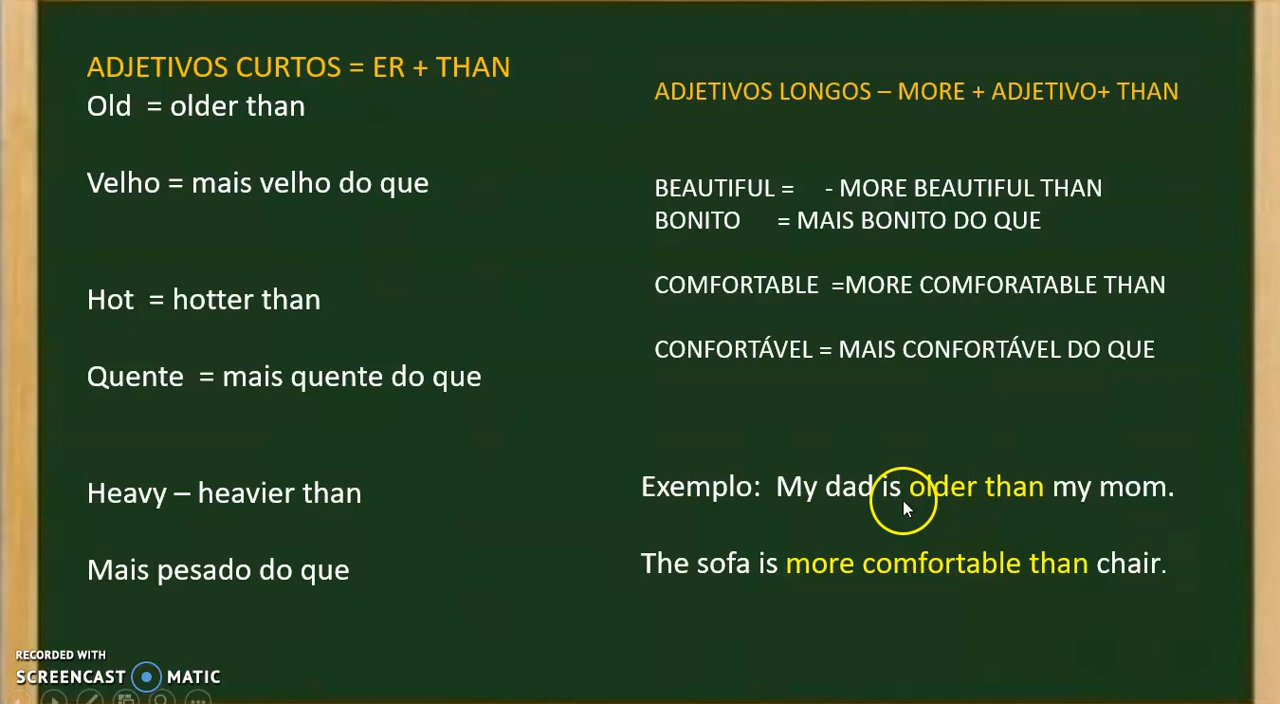 ADJETIVOS CURTOS = ER + THAN
Old = older than
Velho = mais velho do que
Hot = hotter than
Quente = mais quente do que
Heavy – heavier than
Mais pesado do que
ADJETIVOS LONGOS – MORE + ADJETIVO+ THAN
BEAUTIFUL = - MORE BEAUTIFUL THAN
BONITO = MAIS BONITO DO QUE
COMFORTABLE =MORE COMFORATABLE THAN
CONFORTÁVEL = MAIS CONFORTÁVEL DO QUE
Exemplo: My dad is older than my mom.
The sofa is more comfortable than chair.
RECORDED WITH
SCREENCAST MATIC